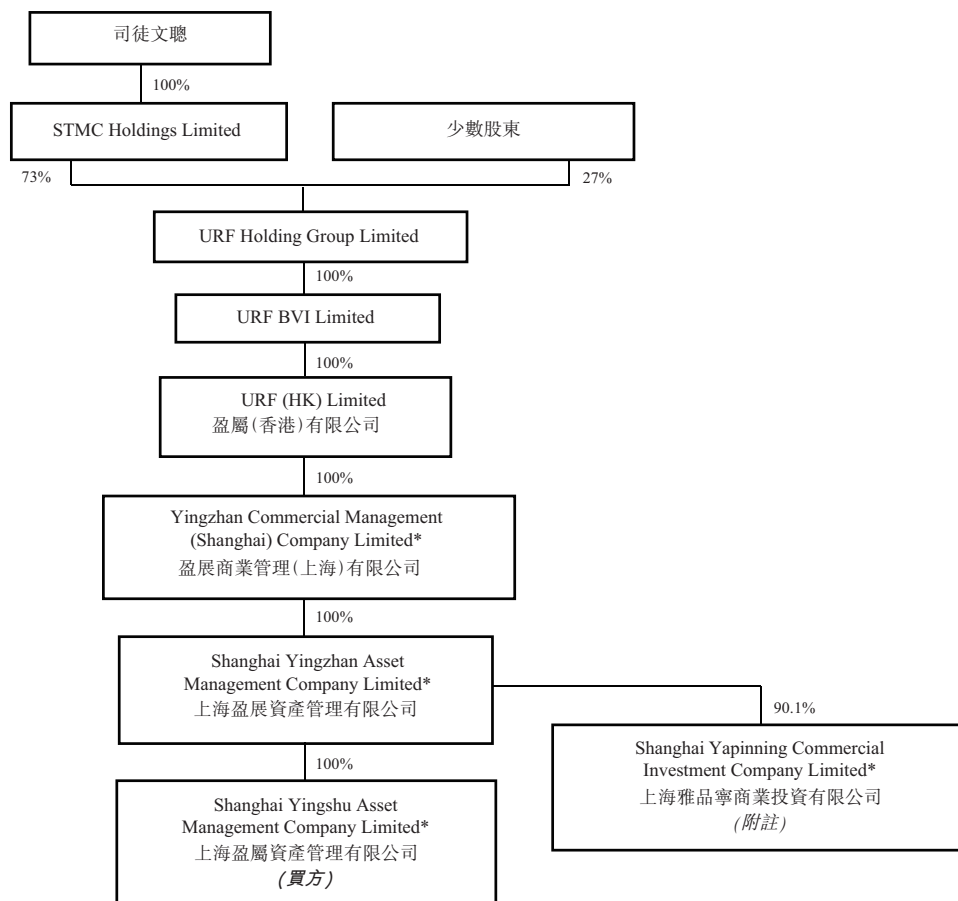 司徒文聰
100%
STMC Holdings Limited
少數股東
73%
27%
URF Holding Group Limited
100%
URF BVI Limited
100%
URF (HK) Limited
盈屬(香港)有限公司
100%
Yingzhan Commercial Management
(Shanghai) Company Limited*
盈展商業管理(上海)有限公司
100%
Shanghai Yingzhan Asset
Management Company Limited*
上海盈展資產管理有限公司
90.1%
100%
Shanghai Yapinning Commercial
Investment Company Limited*
上海雅品寧商業投資有限公司
(附註)
Shanghai Yingshu Asset
Management Company Limited*
上海盈屬資產管理有限公司
(買方)